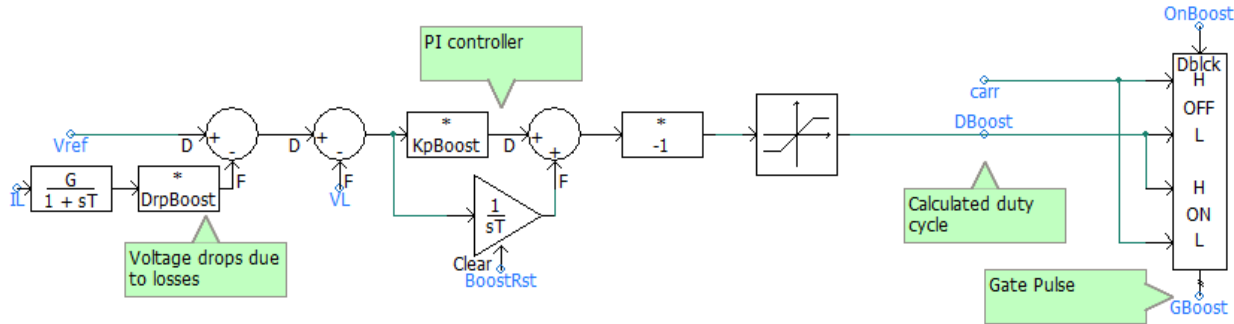 OnBoost
PI controller
Dblck
H
carr
OFF
*
*
KpBoost
D
+
+
F
-1
DBoost
L
Vref
D
+
-
F
D
+
-
F
VL
G
1 + sT
IL
*
DrpBoost
1
sT
H
ON
L
Calculated duty
cycle
Voltage drops due
to losses
Clear
BoostRst
Gate Pulse
GBoost